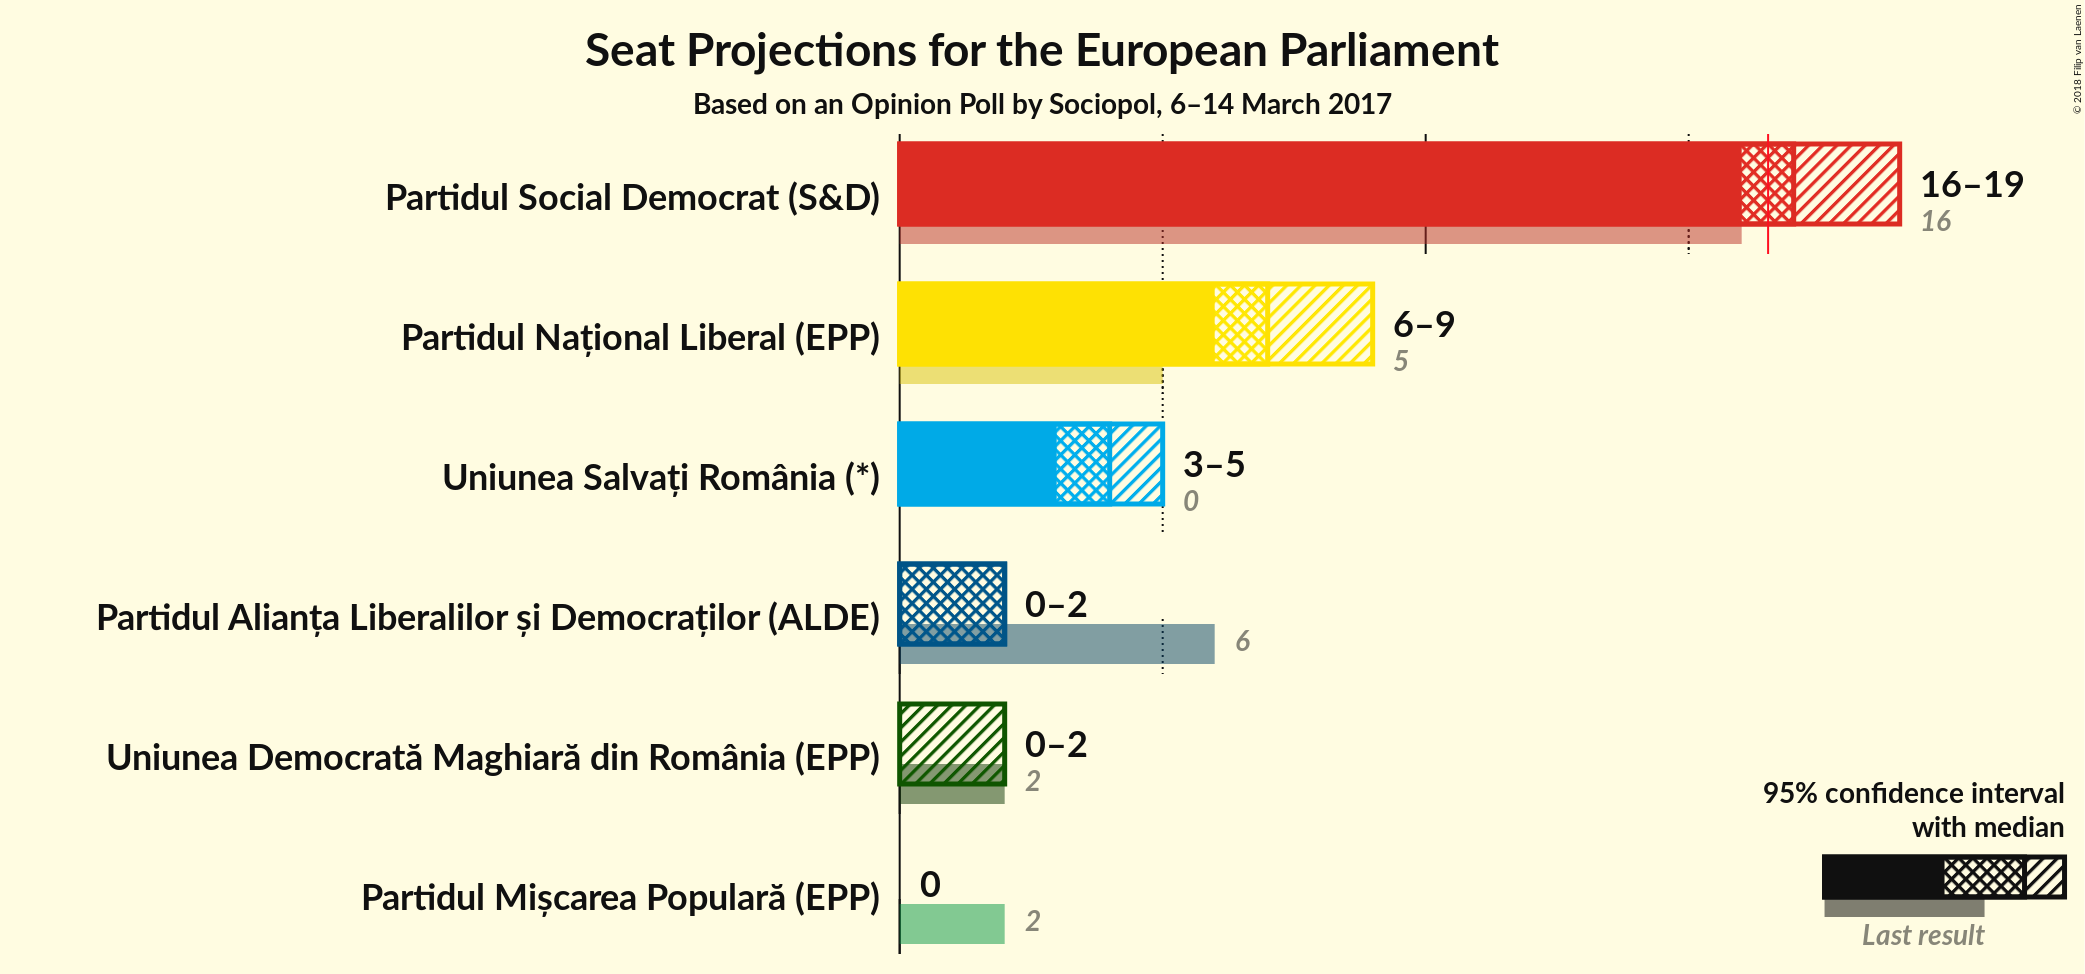 Seat Projections for the European Parliament
Based on an Opinion Poll by Sociopol, 6–14 March 2017
© 2018 Filip van Laenen
Partidul Social Democrat (S&D)
16–19
16
Partidul Național Liberal (EPP)
6–9
5
Uniunea Salvați România (*)
3–5
0
Partidul Alianța Liberalilor și Democraților (ALDE)
0–2
6
Uniunea Democrată Maghiară din România (EPP)
0–2
2
Partidul Mișcarea Populară (EPP)
0
2
95% confidence interval
with median
Last result